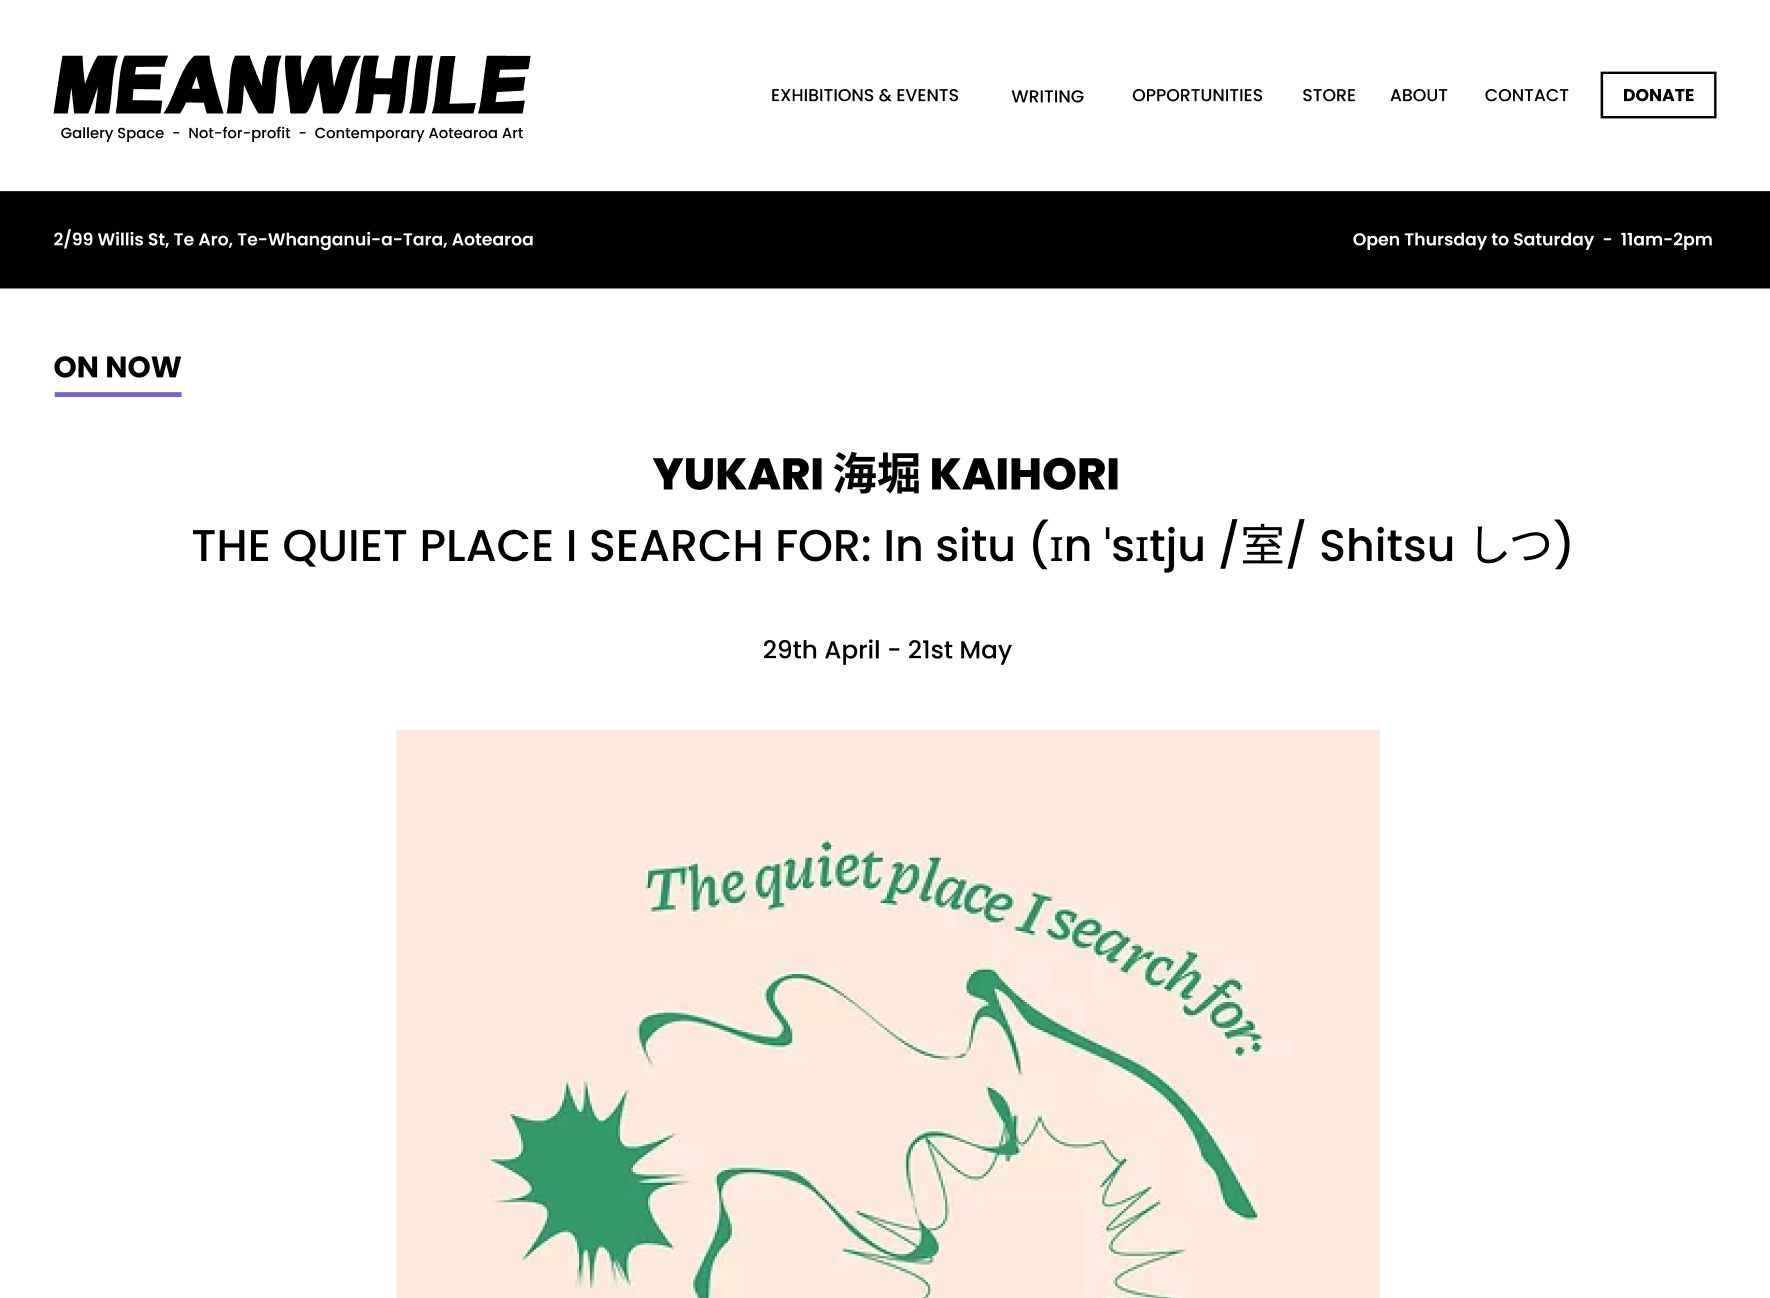 MEANWHILE
Gallery Space - Not-for-profit - Contemporary Aotearoa Art
EXHIBITIONS & EVENTS WRITING OPPORTUNITIES STORE ABOUT CONTACT DONATE
2/99 Willis St, Te Aro, Te-Whanganui-a-Tara, Aotearoa
Open Thursday to Saturday - 11am-2pm
ON NOW
YUKARI 海堀 KAIHORI
THE QUIET PLACE I SEARCH FOR: In situ (ɪn 'sɪtju /室/ Shitsu しつ)
29th April - 21st May
The quiet place I search for: